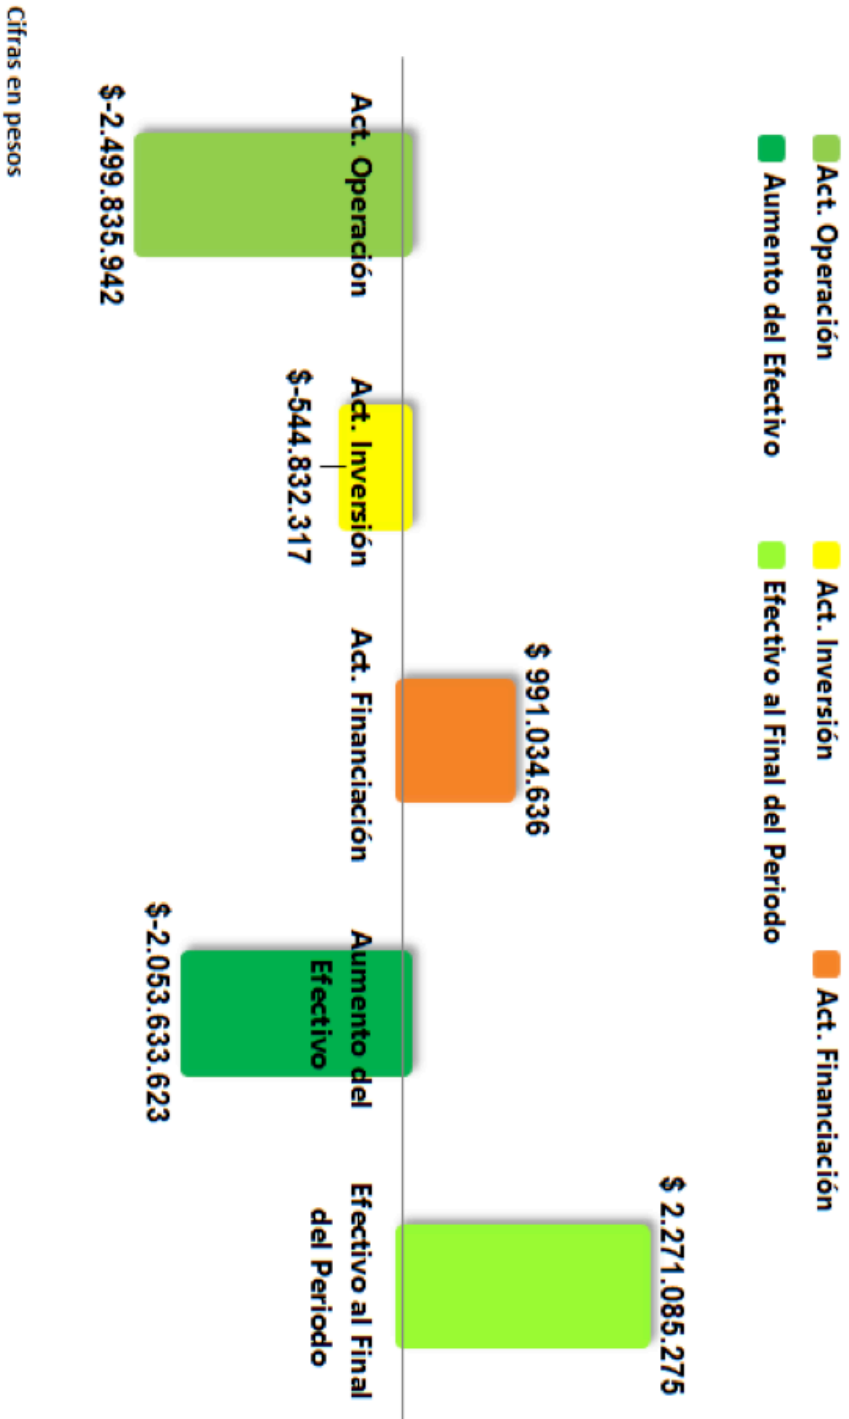 Act. Operación
Act. Inversión
Act. Financiación
Aumento del Efectivo
Efectivo al Final del Periodo
$ 2.271.085.275
$ 991.034.636
Act. Operación
Act. Inversión
Act. Financiación
Aumento del
Efectivo
Efectivo al Final
del Periodo
$-544.832.317
$-2.053.633.623
$-2.499.835.942
Cifras en pesos